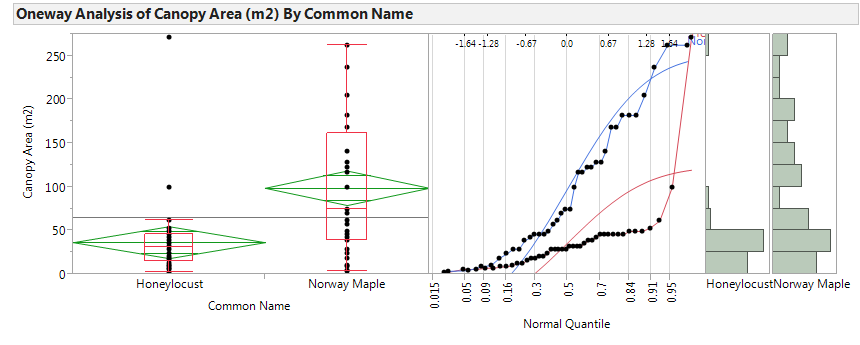 Oneway Analysis of Canopy Area (m2) By Common Name
-1.64 -1.28 -0.67 0.0 0.67 1.28 1.64
250
200
150
100
50
0
Canopy Area (m2)
0.015 0.05 0.09 0.16 0.3 0.5 0.7 0.84 0.91 0.95
Honeylocust Norway Maple
Honeylocust Norway Maple
Common Name
Normal Quantile